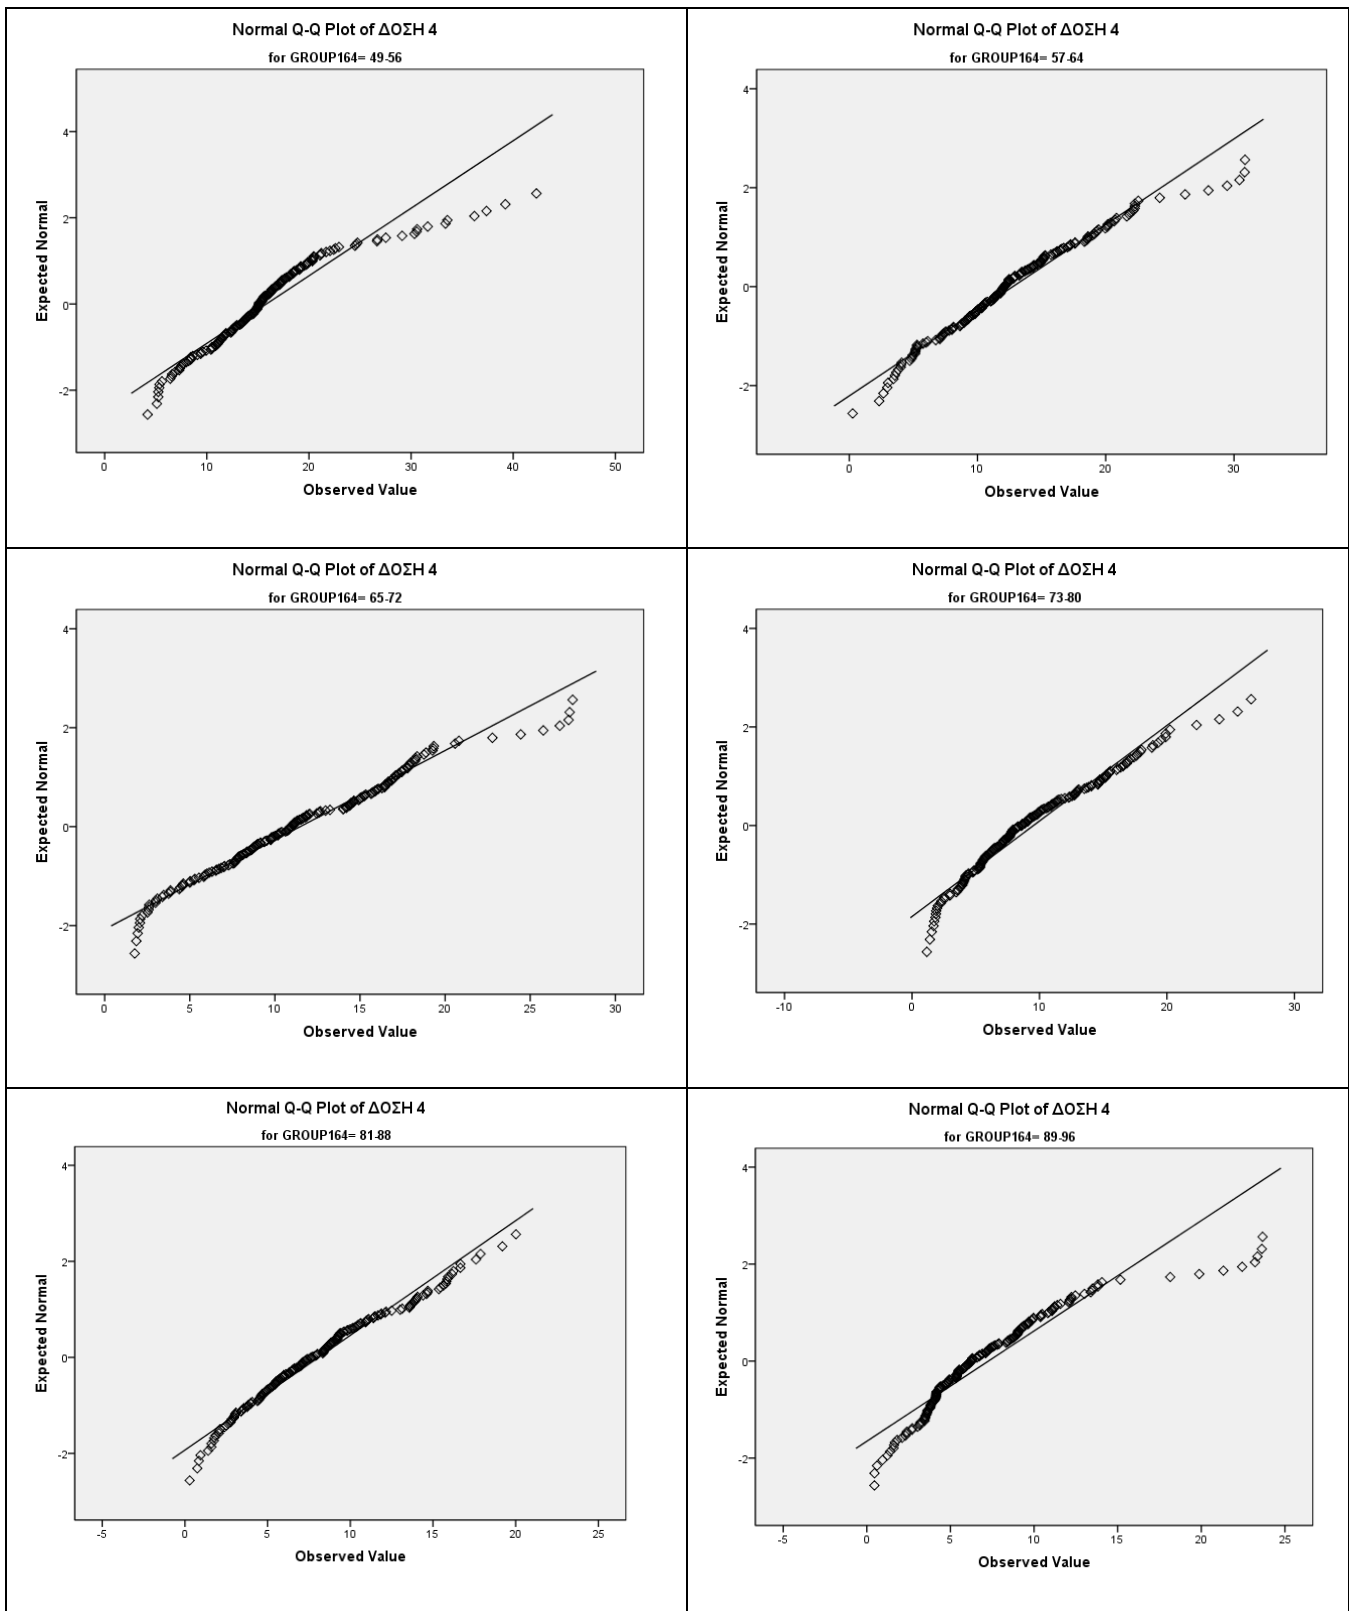 Normal Q-Q Plot of ΔΟΣΗ 4
for GROUP164= 49-56
Expected Normal
4
2
0
-2
0 10 20 30 40 50
Observed Value
Normal Q-Q Plot of ΔΟΣΗ 4
for GROUP164= 57-64
Expected Normal
4
2
0
-2
0 10 20 30
Observed Value
Normal Q-Q Plot of ΔΟΣΗ 4
for GROUP164= 65-72
Expected Normal
4
2
0
-2
0 5 10 15 20 25 30
Observed Value
Normal Q-Q Plot of ΔΟΣΗ 4
for GROUP164= 73-80
Expected Normal
4
2
0
-2
-10 0 10 20 30
Observed Value
Normal Q-Q Plot of ΔΟΣΗ 4
for GROUP164= 81-88
Expected Normal
4
2
0
-2
-5 0 5 10 15 20 25
Observed Value
Normal Q-Q Plot of ΔΟΣΗ 4
for GROUP164= 89-96
Expected Normal
4
2
0
-2
-5 0 5 10 15 20 25
Observed Value